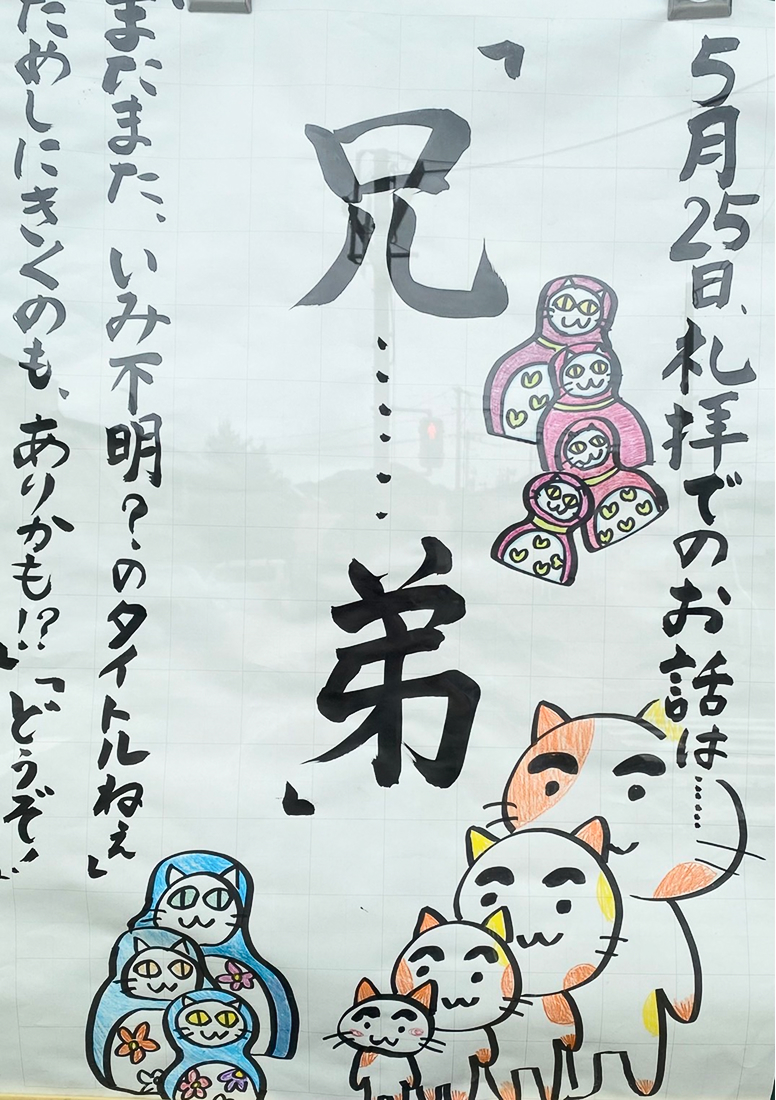 5月25日、札拝でのお話は……
「兄……弟」
まだまた、いみ不明?のタイトルねぇ」
ためしにきくのも、ありかも!?」「どうぞ!」